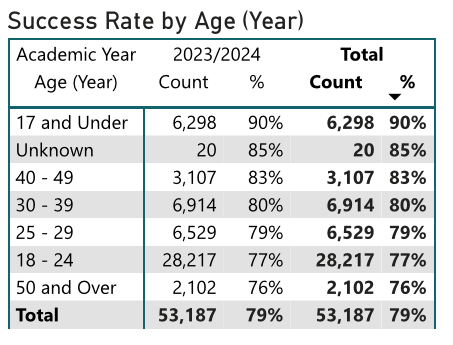 Success Rate by Age (Year)
Academic Year 2023/2024 Total
Age (Year) Count % Count %
17 and Under 6,298 90% 6,298 90%
Unknown 20 85% 20 85%
40 - 49 3,107 83% 3,107 83%
30 - 39 6,914 80% 6,914 80%
25 - 29 6,529 79% 6,529 79%
18 - 24 28,217 77% 28,217 77%
50 and Over 2,102 76% 2,102 76%
Total 53,187 79% 53,187 79%